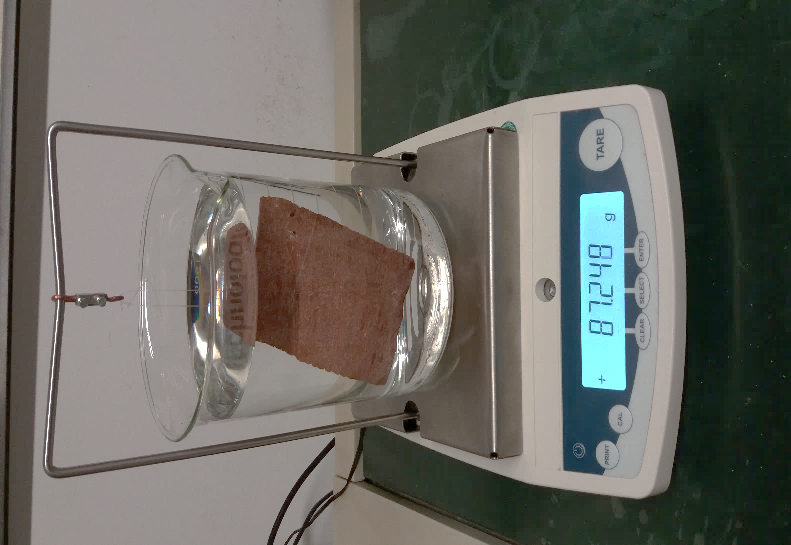 + 87.248 g
PRINT
CAL
CLEAR
SELECT
ENTER
TARE